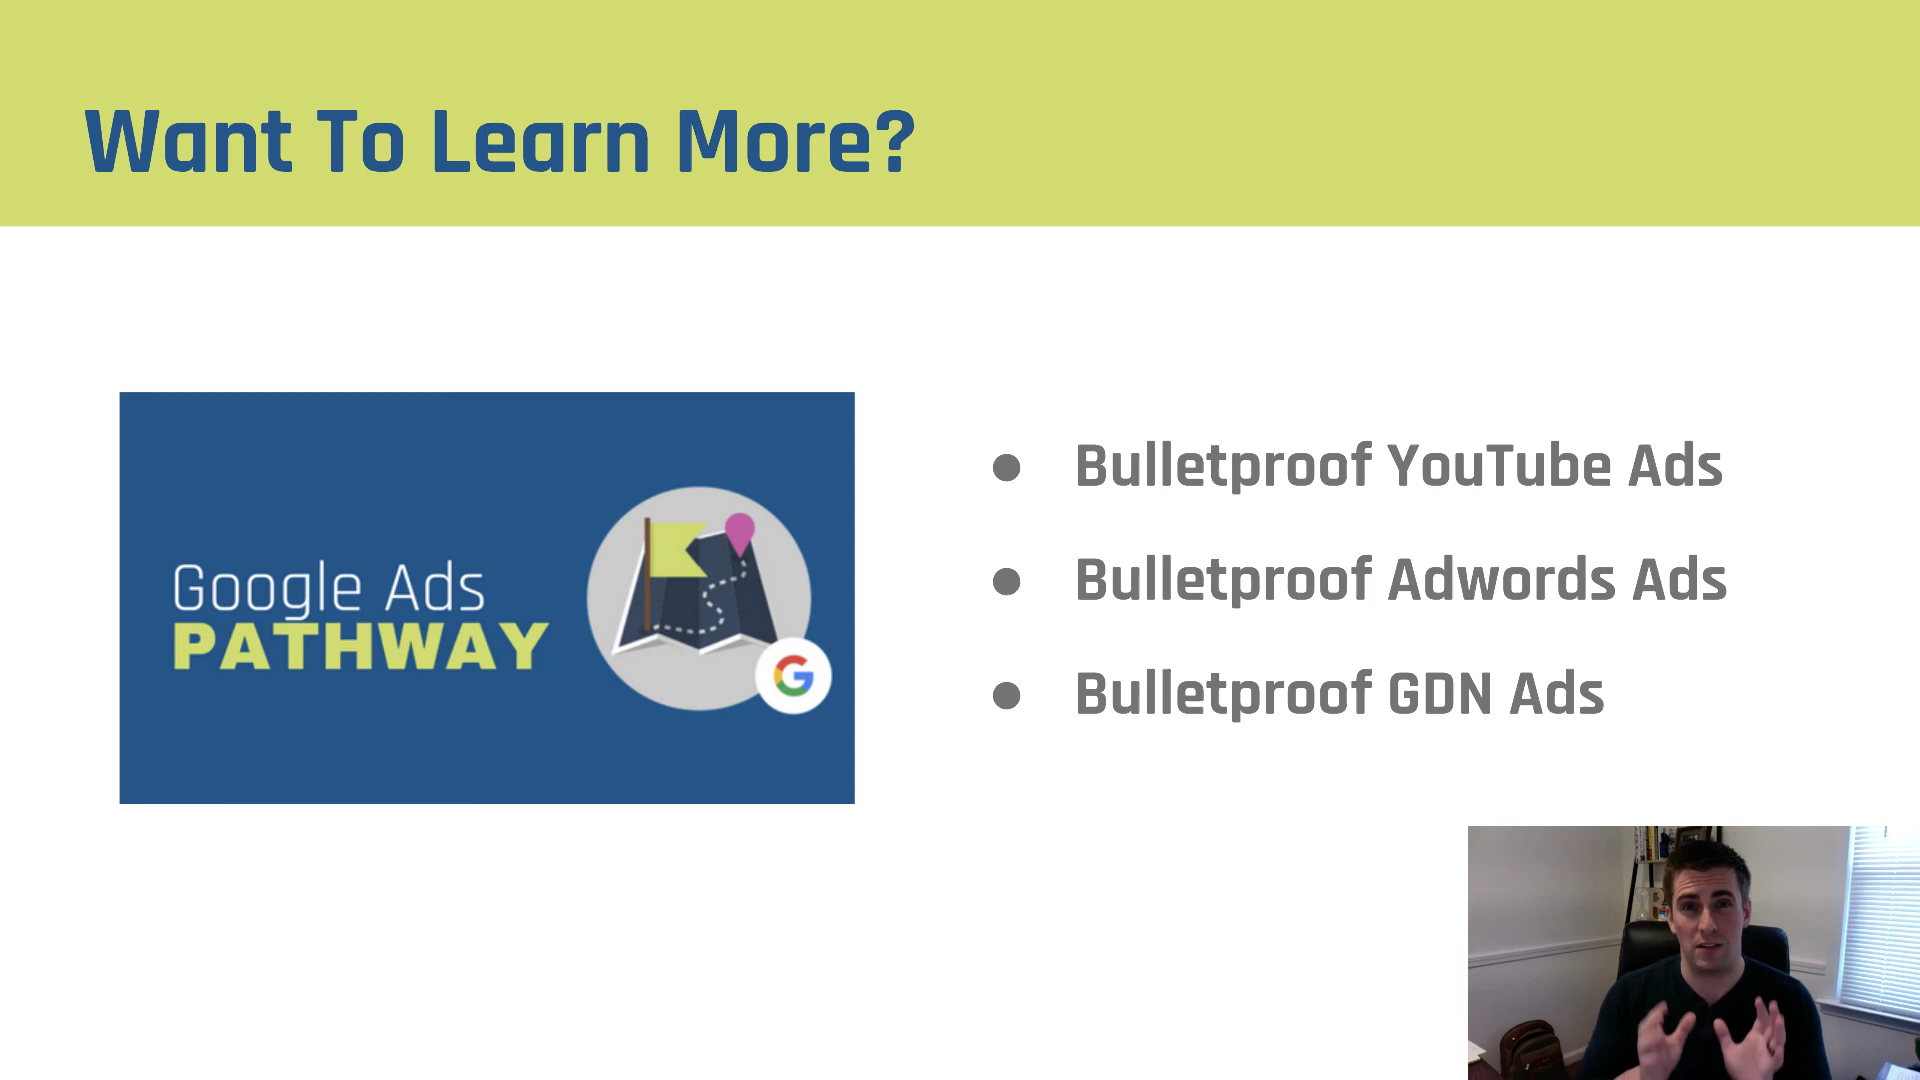 Want To Learn More?
Google Ads
PATHWAY
● Bulletproof YouTube Ads
● Bulletproof Adwords Ads
● Bulletproof GDN Ads